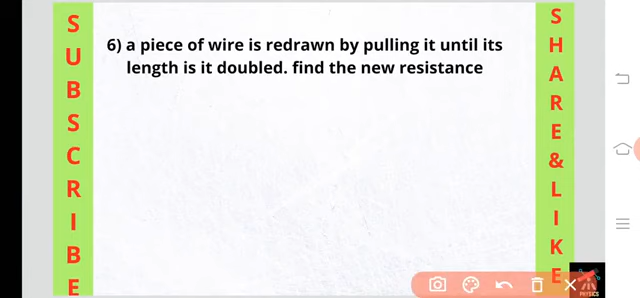 S
U
B
S
C
R
I
B
E
6) a piece of wire is redrawn by pulling it until its
length is it doubled. find the new resistance
S
H
A
R
E
&
L
I
K
E
PHYSICS